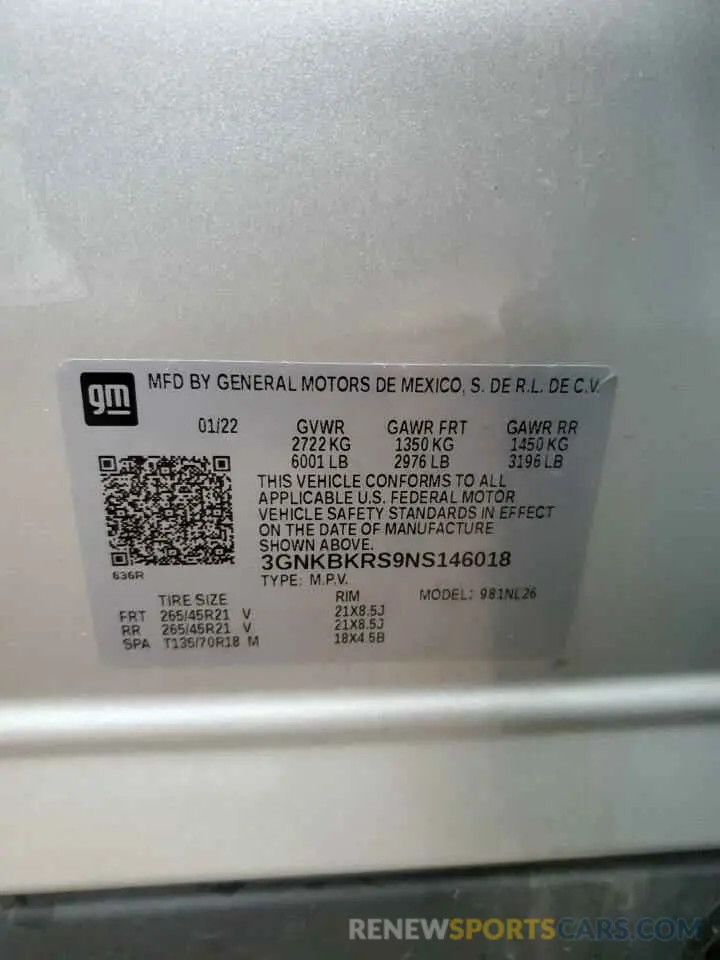 gm MFD BY GENERAL MOTORS DE MEXICO, S. DE R.L. DE C.V.
01/22 GVWR GAWR FRT GAWR RR
2722 KG 1350 KG 1450 KG
6001 LB 2976 LB 3196 LB
THIS VEHICLE CONFORMS TO ALL
APPLICABLE U.S. FEDERAL MOTOR
VEHICLE SAFETY STANDARDS IN EFFECT
ON THE DATE OF MANUFACTURE
SHOWN ABOVE.
3GNKBKRS9NS146018
636R TYPE: M.P.V.
TIRE SIZE RIM MODEL: 981NL26
FRT 265/45R21 V 21X8.5J
RR 265/45R21 V 21X8.5J
SPA T135/70R18 M 18X4.5B
RENEWSPORTSCARS.COM